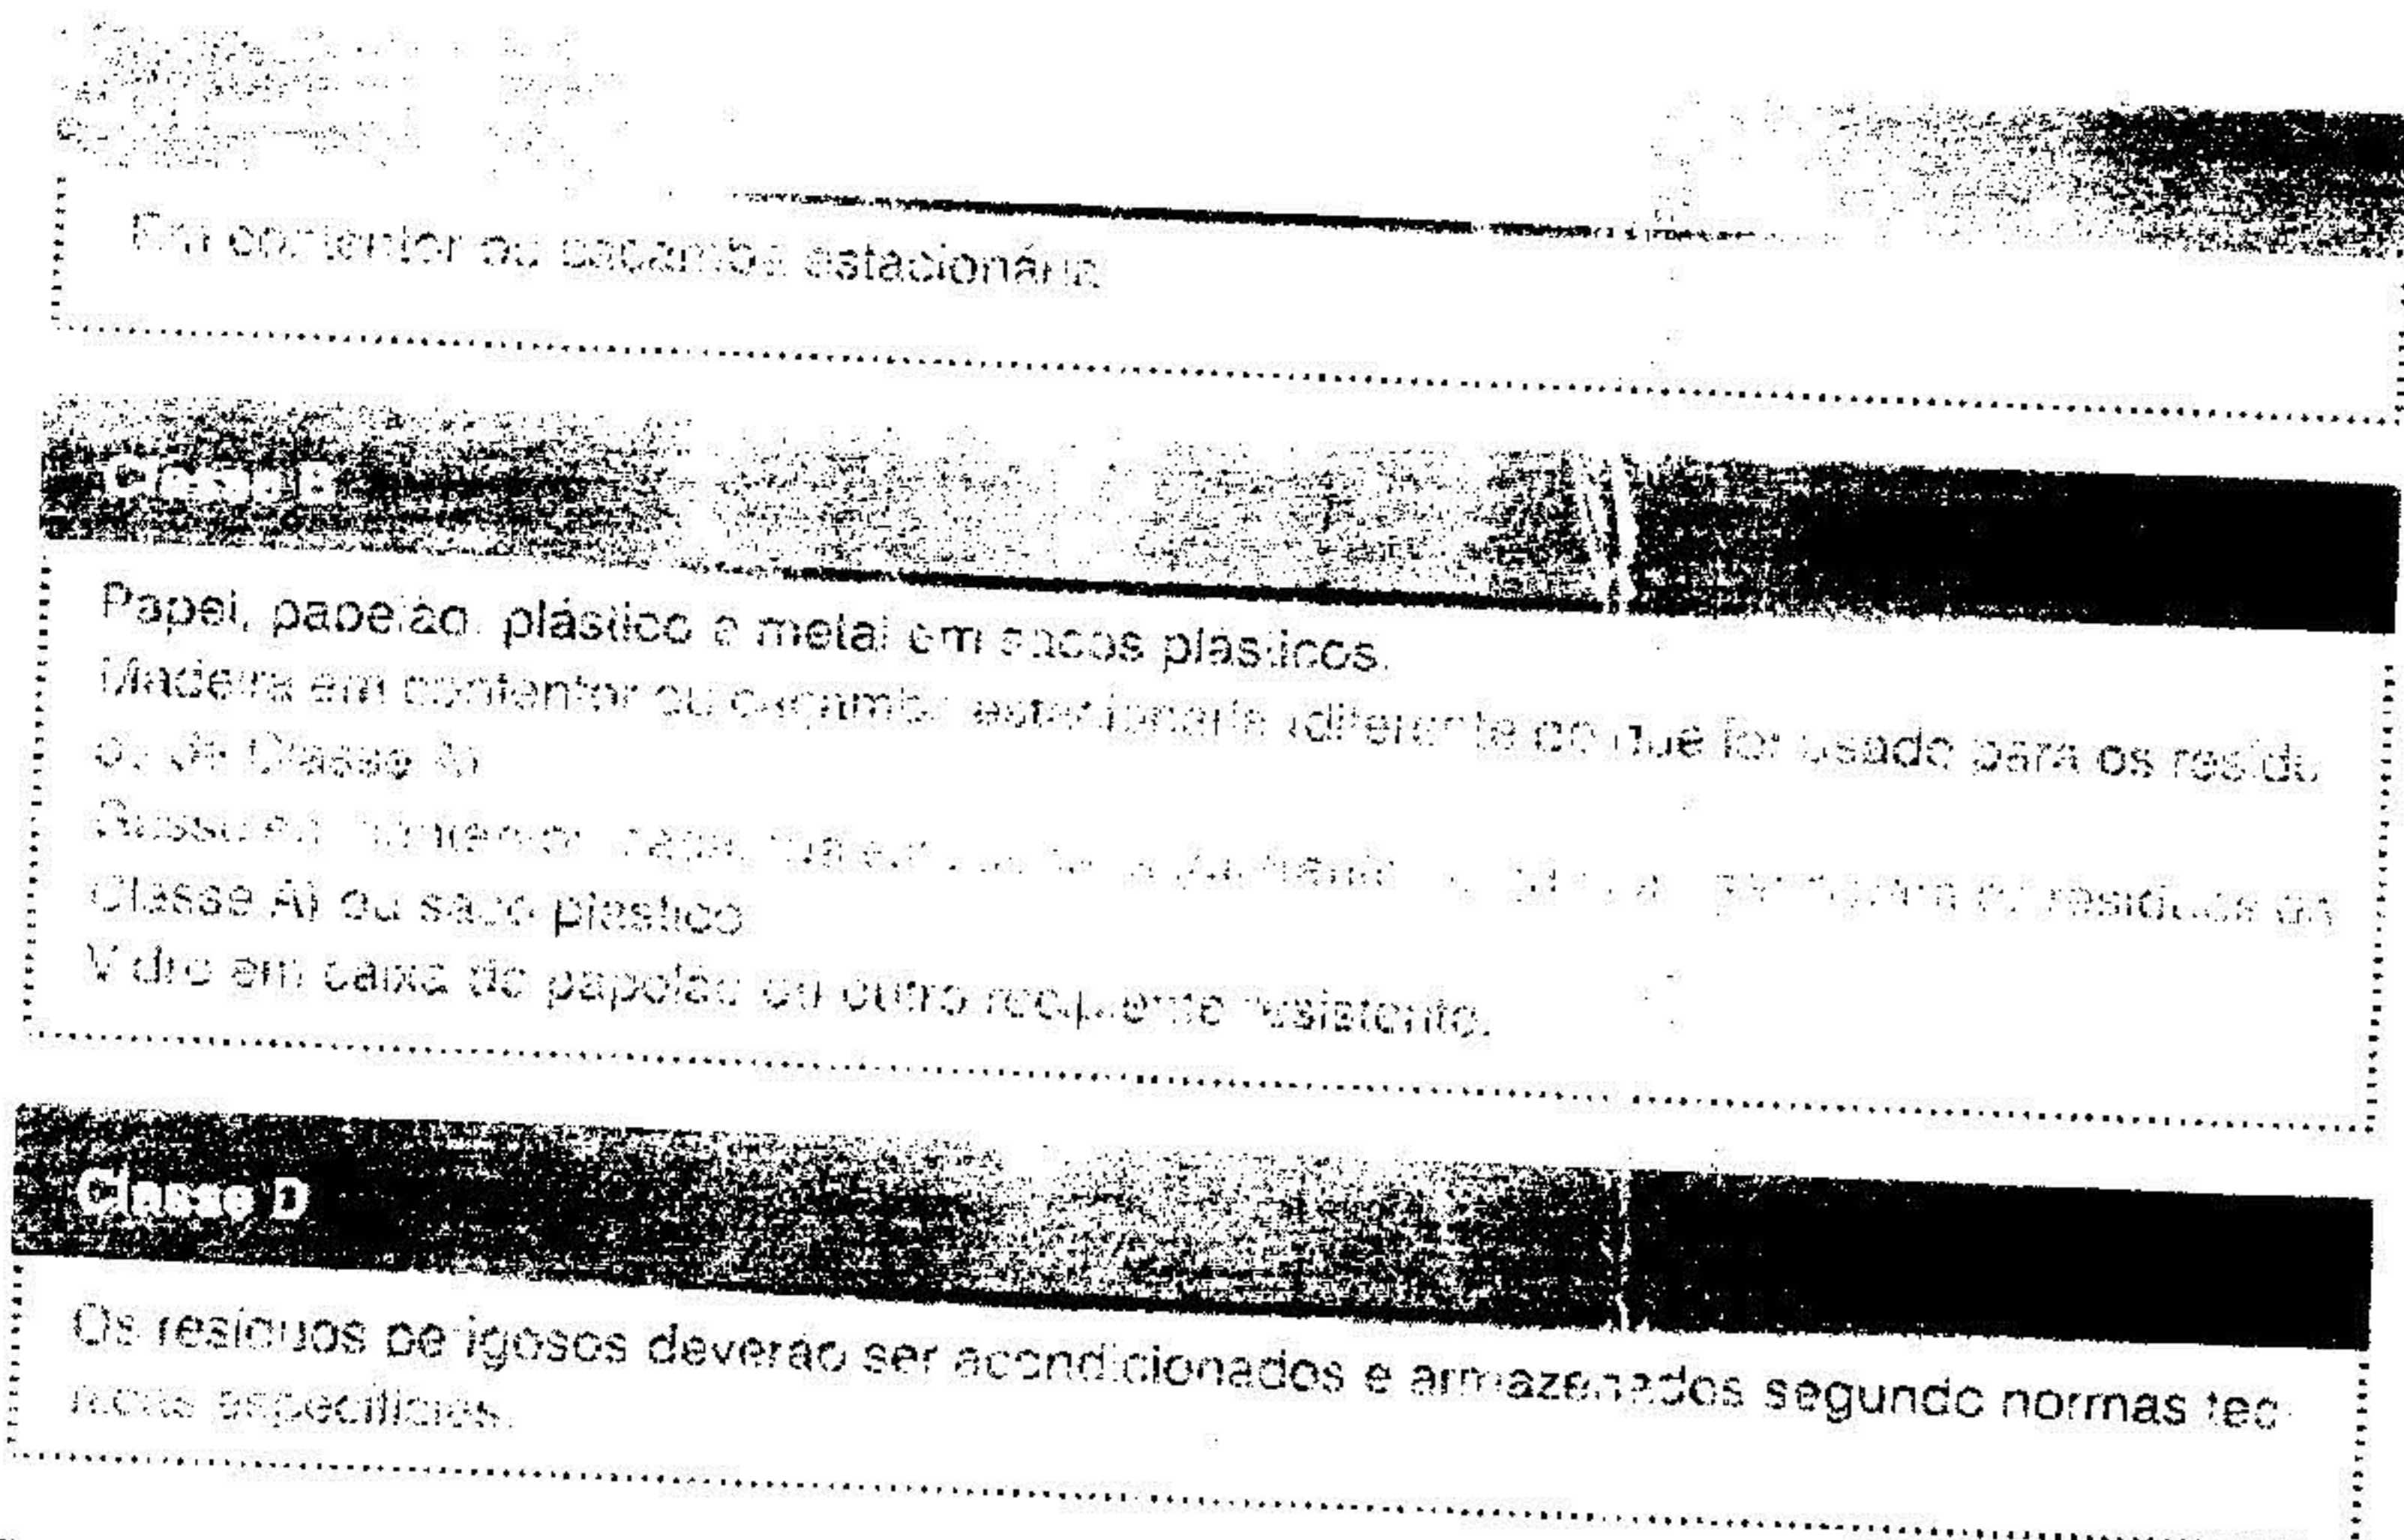 Em contentor ou caçamba estacionária
Classe B
Papel, papelão, plástico e metal em sacos plásticos.
Madeira em contentor ou caçamba estacionária (diferente do que for usado para os resídu
os da Classe A)
Classe A) ou saco plástico
Vidro em caixa de papelão ou outro recipiente resistente.
Classe D
Os resíduos perigosos deverão ser acondicionados e armazenados segundo normas téc-
nicas específicas.